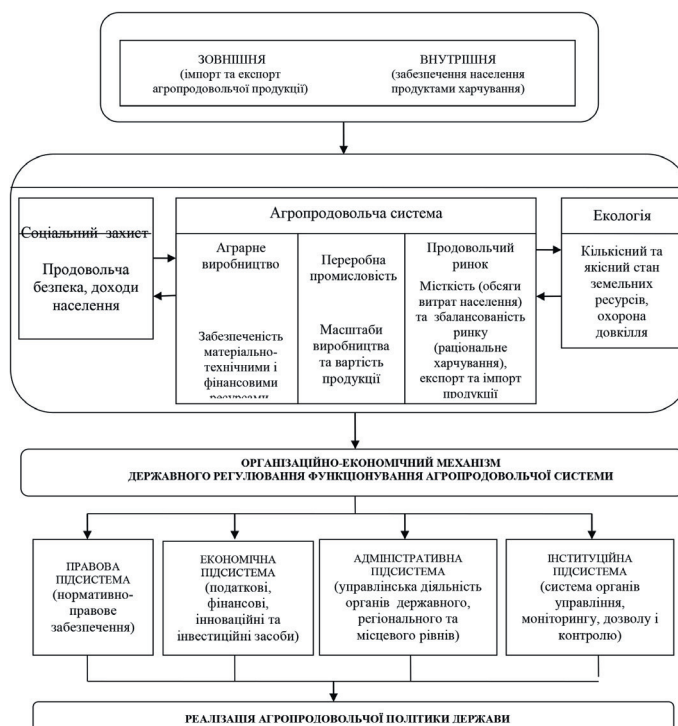 ЗОВНІШНЯ
(імпорт та експорт
агропродовольчої продукції)
ВНУТРІШНЯ
(забезпечення населення
продуктами харчування)
Соціальний захист
Продовольча
безпека, доходи
населення
Агропродовольча система
Аграрне
виробництво
Забезпеченість
матеріально-
технічними і
фінансовими
ресурсами
Переробна
промисловість
Масштаби
виробництва
та вартість
продукції
Продовольчий
ринок
Місткість (обсяги
витрат населення)
та збалансованість
ринку
(раціональне
харчування),
експорт та імпорт
продукції
Екологія
Кількісний та
якісний стан
земельних
ресурсів,
охорона
довкілля
ОРГАНІЗАЦІЙНО-ЕКОНОМІЧНИЙ МЕХАНІЗМ
ДЕРЖАВНОГО РЕГУЛЮВАННЯ ФУНКЦІОНУВАННЯ АГРОПРОДОВОЛЬЧОЇ СИСТЕМИ
ПРАВОВА
ПІДСИСТЕМА
(нормативно-
правове
забезпечення)
ЕКОНОМІЧНА
ПІДСИСТЕМА
(податкові,
фінансові,
інноваційні та
інвестиційні засоби)
АДМІНІСТРАТИВНА
ПІДСИСТЕМА
(управлінська діяльність
органів державного,
регіонального та
місцевого рівнів)
ІНСТИТУЦІЙНА
ПІДСИСТЕМА
(система органів
управління,
моніторингу, дозволу і
контролю)
РЕАЛІЗАЦІЯ АГРОПРОДОВОЛЬЧОЇ ПОЛІТИКИ ДЕРЖАВИ